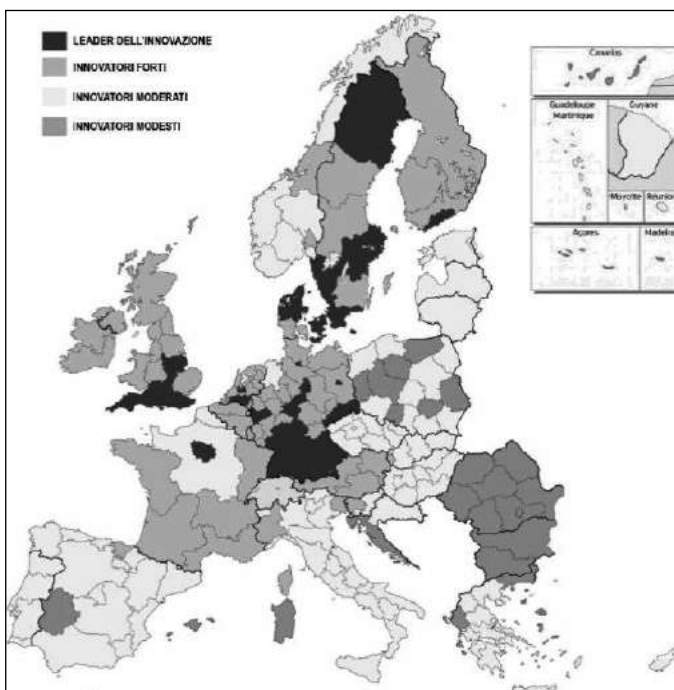 LEADER DELL'INNOVAZIONE
INNOVATORI FORTI
INNOVATORI MODERATI
INNOVATORI MODESTI
Canarias
Guadeloupe
Martinique
Guyane
Mayotte
Réunion
Açores
Madeira